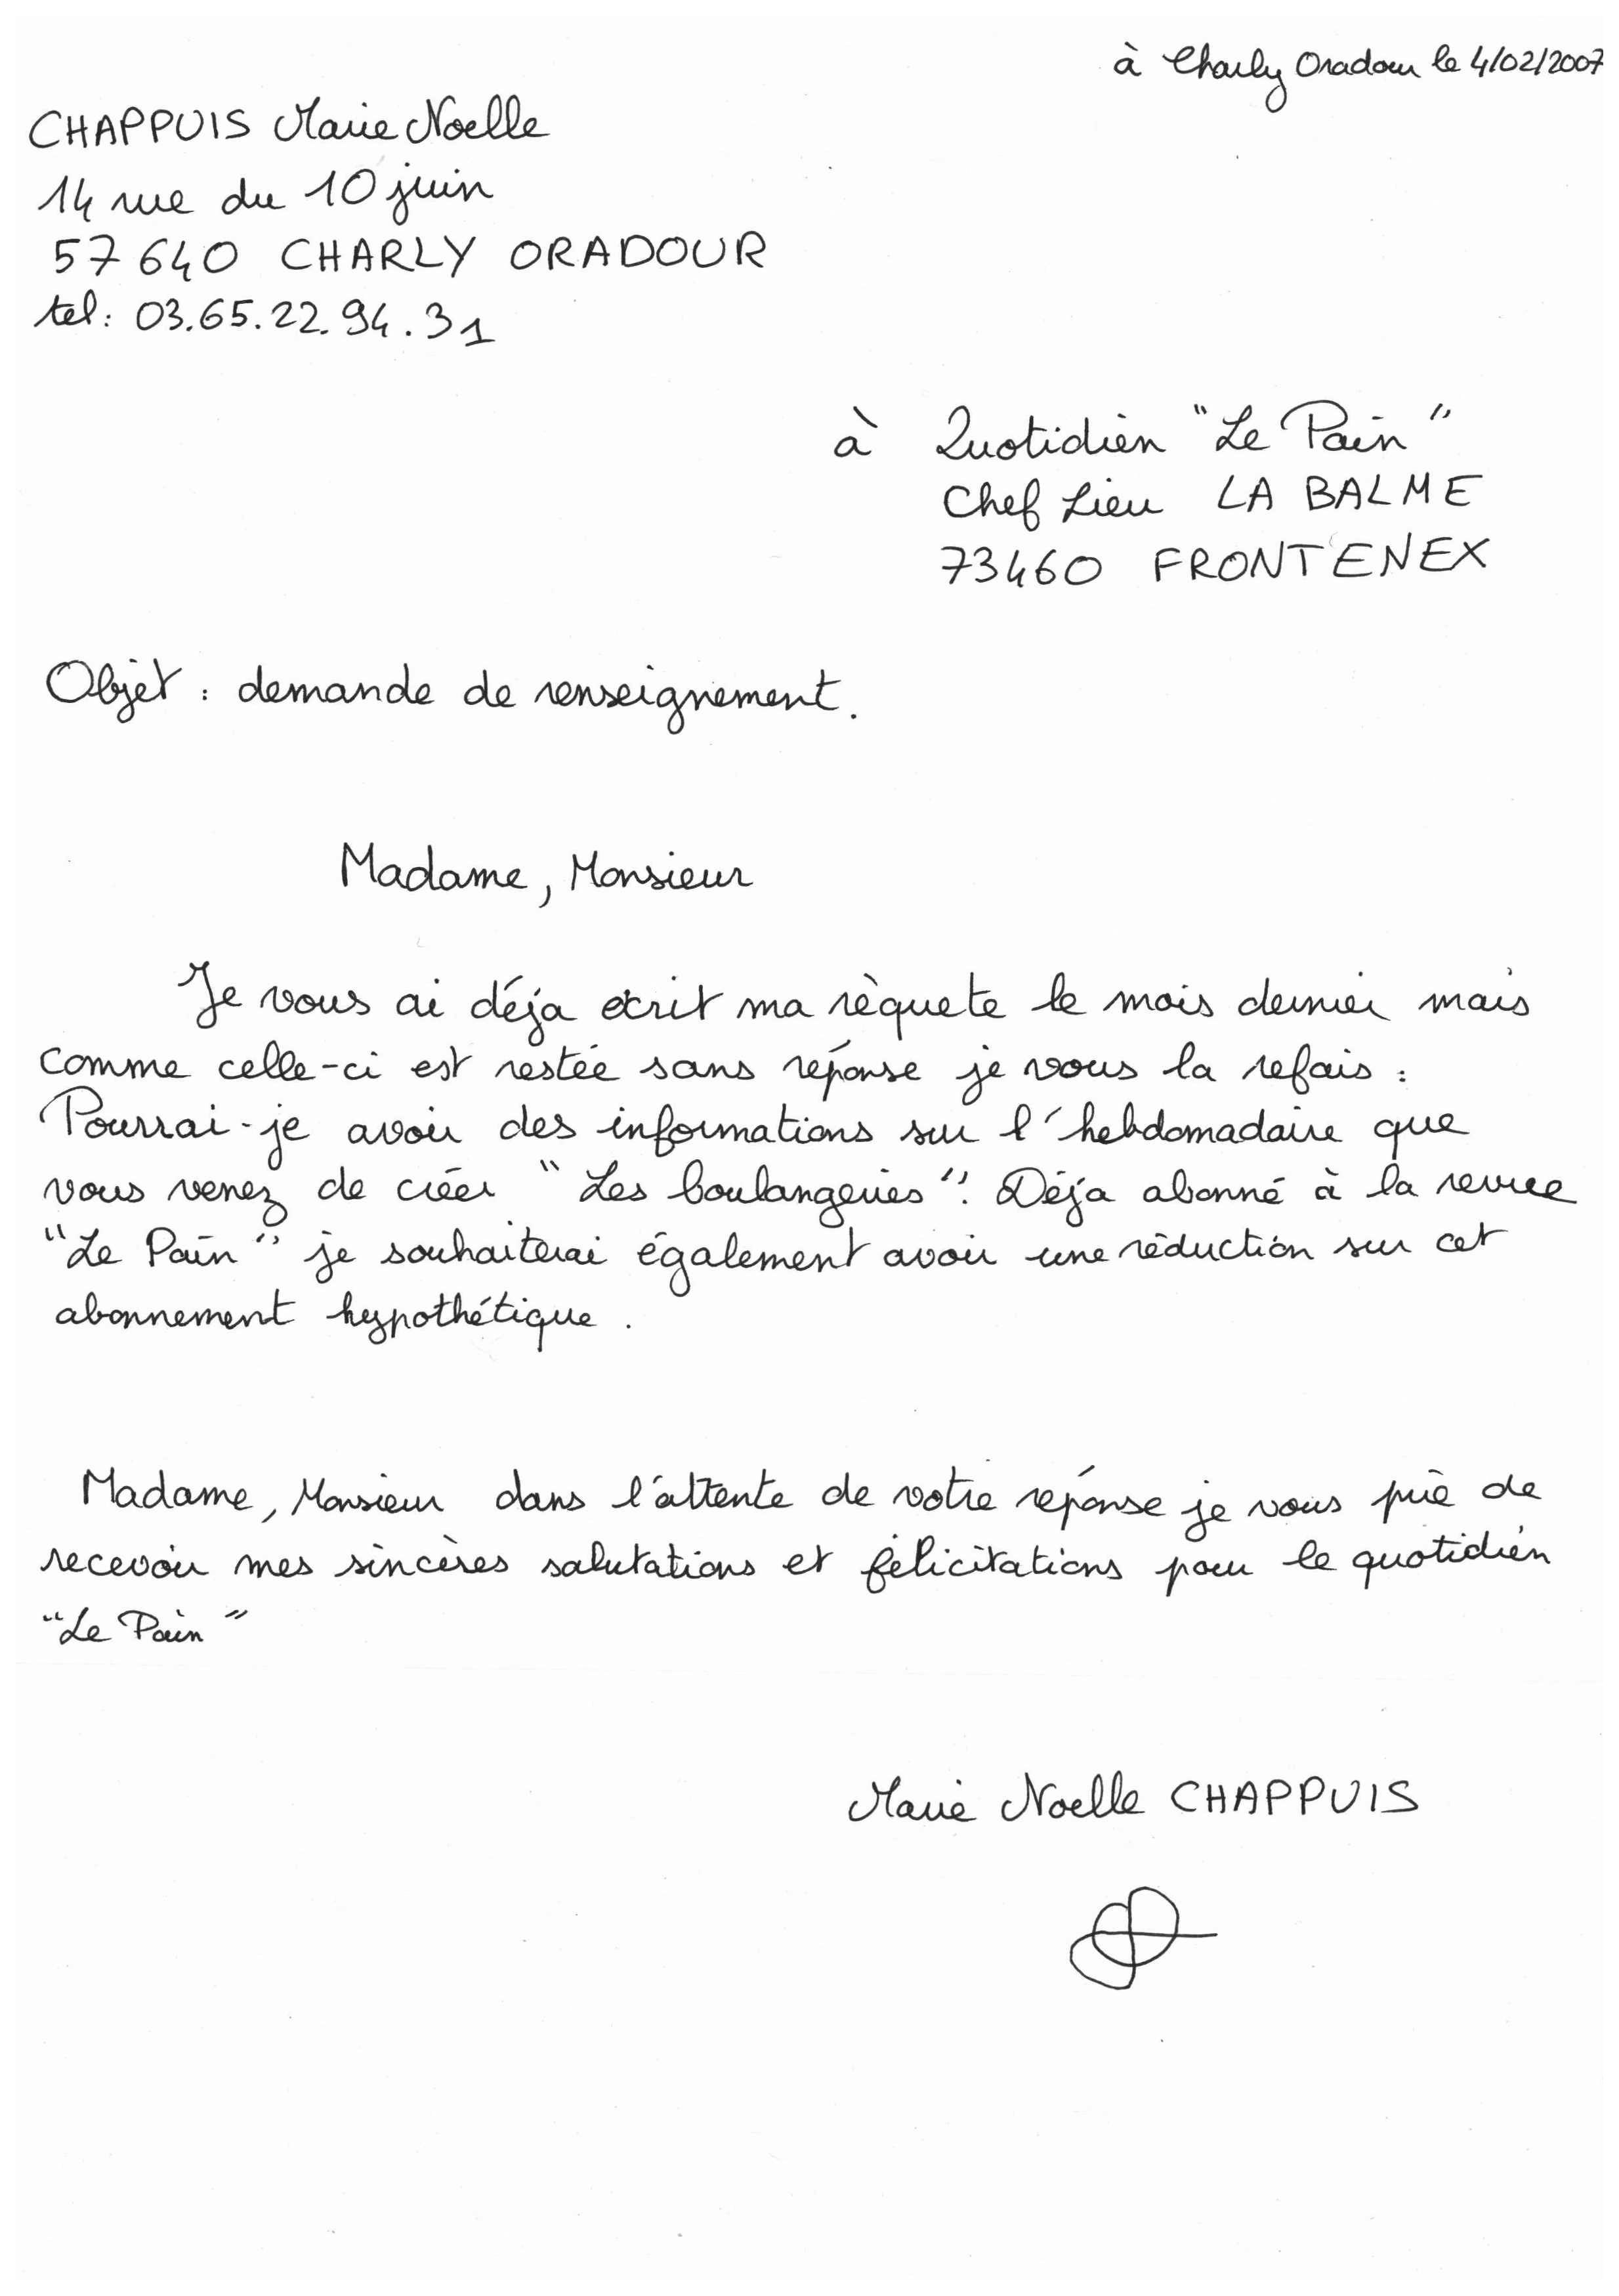 à Charly Oradour le 4/02/2007
CHAPPUIS Marie Noelle
14 rue du 10 juin
57640 CHARLY ORADOUR
tel: 03.65.22.94.31
à Quotidien "Le Pain"
Chef Lieu LA BALME
73460 FRONTENEX
Objet : demande de renseignement.
Madame, Monsieur
Je vous ai déja écrit ma rèquete le mois dernier mais
comme celle-ci est restée sans réponse je vous la refais :
Pourrai-je avoir des informations sur l'hebdomadaire que
vous venez de créer "Les boulangeries". Déja abonné à la revue
"Le Pain" je souhaiterai également avoir une réduction sur cet
abonnement hypothétique.
Madame, Monsieur dans l'attente de votre réponse je vous prie de
recevoir mes sincères salutations et félicitations pour le quotidien
"Le Pain"
Marie Noelle CHAPPUIS